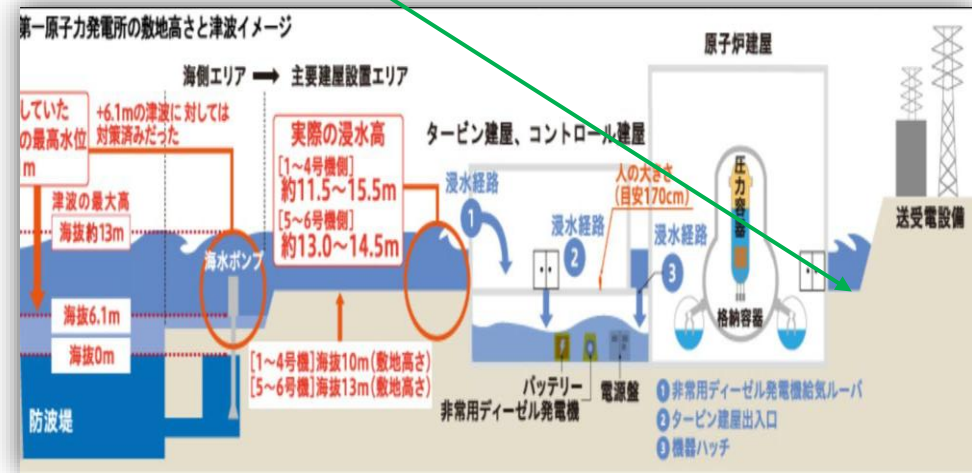 第一原子力発電所の敷地高さと津波イメージ
海側エリア
主要建屋設置エリア
原子炉建屋
していた
の最高水位
m
+6.1mの津波に対しては
対策済みだった
実際の浸水高
[1〜4号機側]
約11.5〜15.5m
[5〜6号機側]
約13.0〜14.5m
タービン建屋、コントロール建屋
津波の最大高
海抜約13m
海水ポンプ
浸水経路
1
浸水経路
2
人の大きさ
(目安170cm)
浸水経路
3
圧力容器
格納容器
送受電設備
海抜6.1m
海抜0m
防波堤
[1〜4号機]海抜10m(敷地高さ)
[5〜6号機]海抜13m(敷地高さ)
バッテリー
非常用ディーゼル発電機
電源盤
1 非常用ディーゼル発電機給気ルーバ
2 タービン建屋出入口
3 機器ハッチ